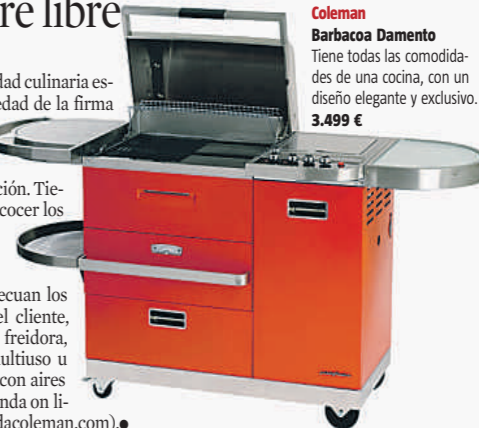 re libre
Coleman
Barbacoa Damento
Tiene todas las comodida-
des de una cocina, con un
diseño elegante y exclusivo.
3.499 €
dad culinaria es-
edad de la firma
ción. Tie-
cocer los
ecuan los
el cliente,
freidora,
ultiuso u
con aires
nda on li-
dacoleman.com).●